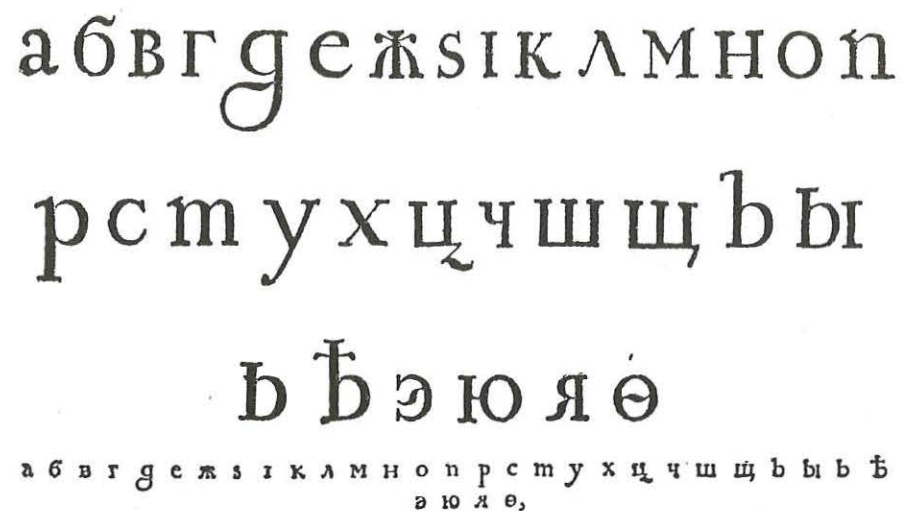 а б в г д е ж ѕ і к л м н о п
р с т у х ц ч ш щ ъ ы
ь ѣ э ю я ѳ
а б в г д е ж ѕ і к л м н о п р с т у х ц ч ш щ ъ ы ь ѣ
э ю я ѳ,